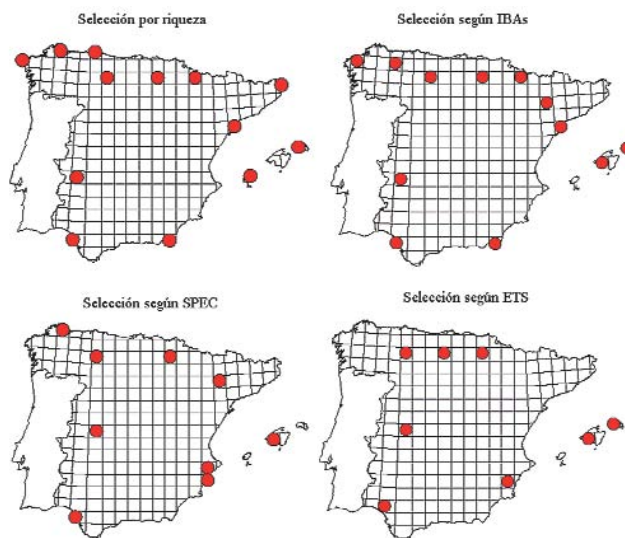 Selección por riqueza
Selección según IBAs
Selección según SPEC
Selección según ETS